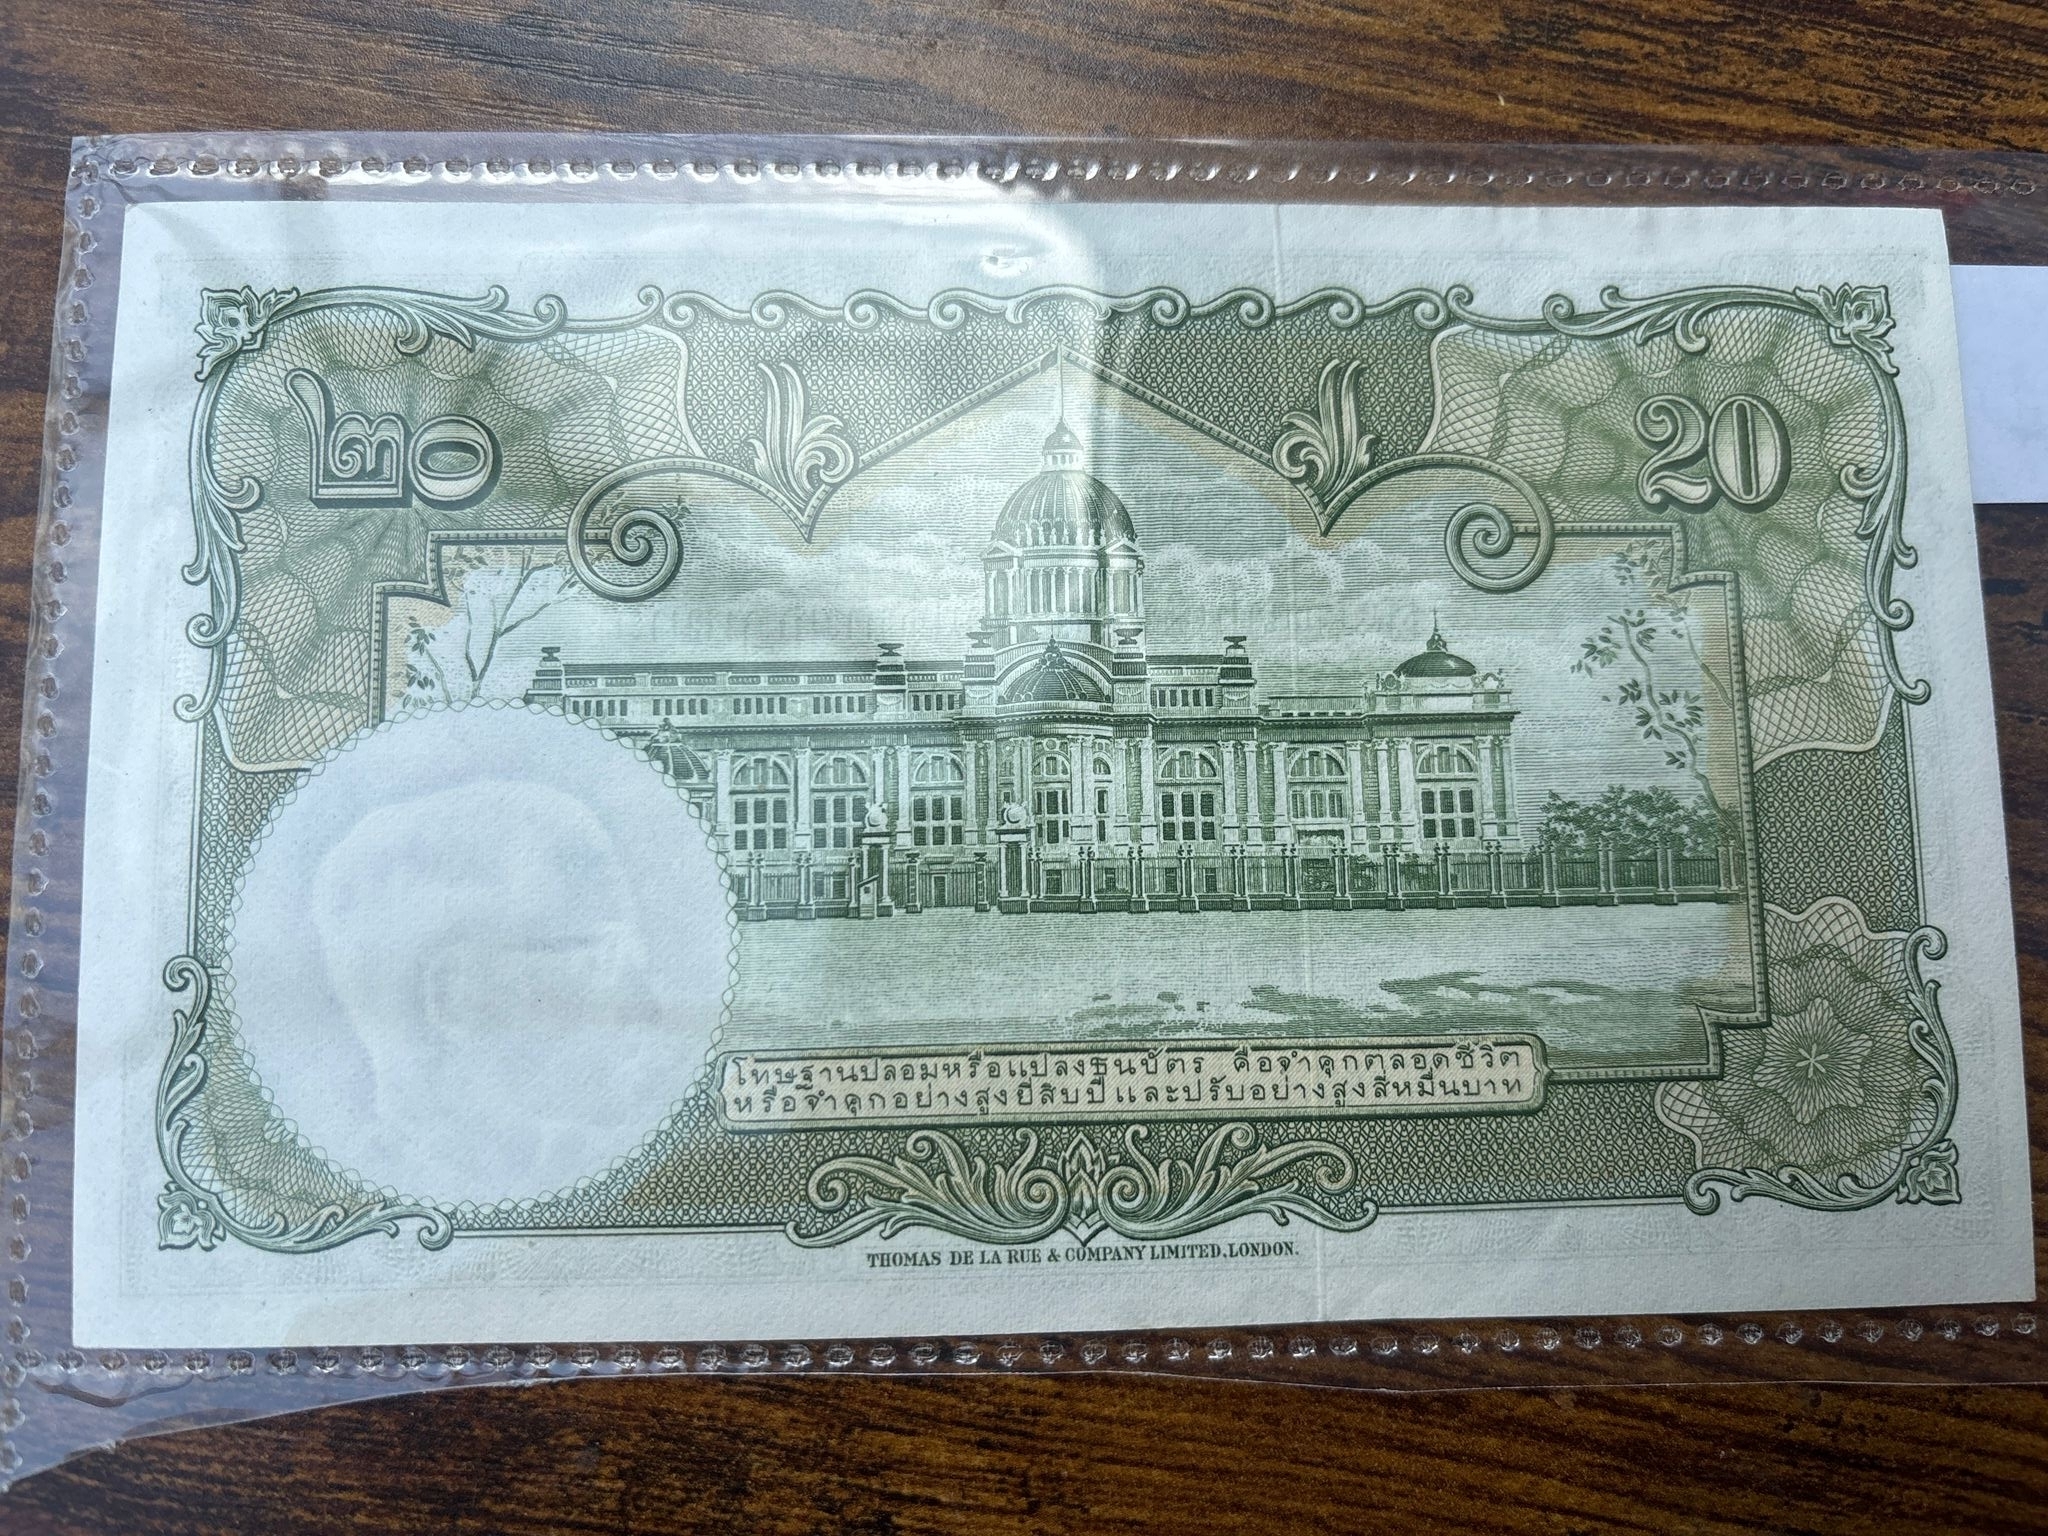 ๒๐
20
โทษฐานปลอมหรือแปลงธนบัตร คือจำคุกตลอดชีวิต
หรือจำคุกอย่างสูงยี่สิบปีและปรับอย่างสูงสี่หมื่นบาท
THOMAS DE LA RUE & COMPANY LIMITED, LONDON.